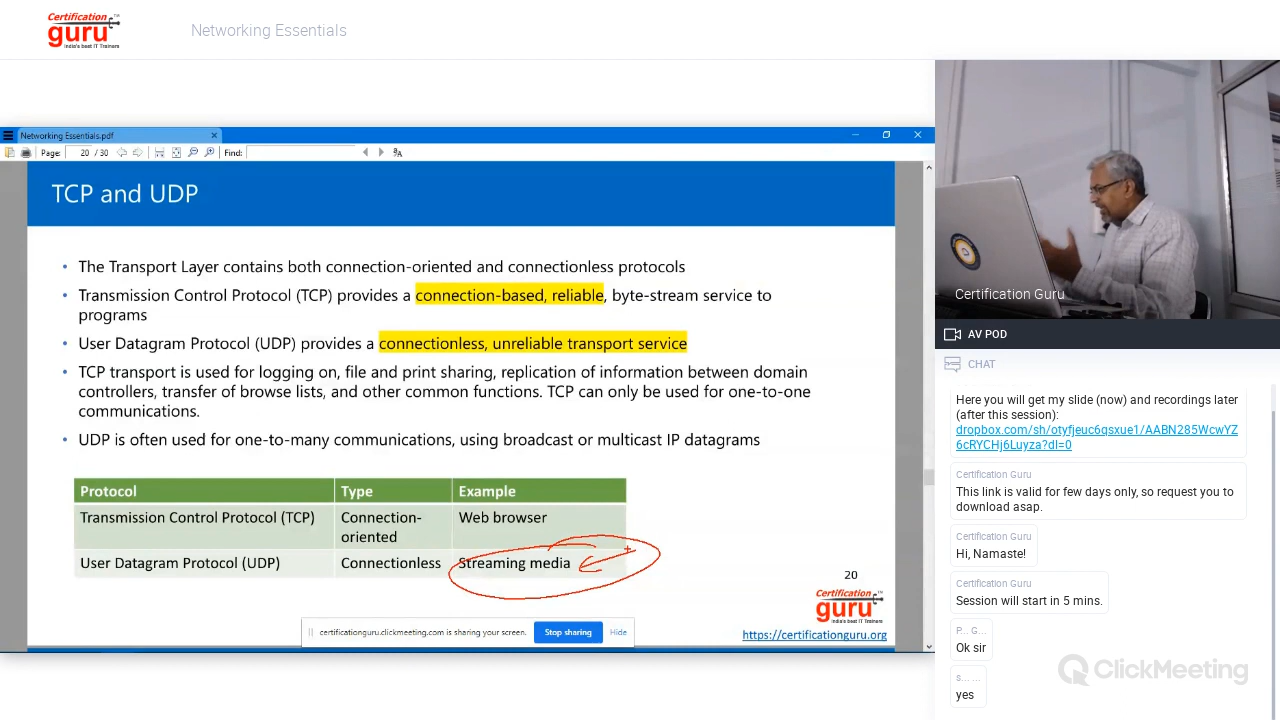 Certification
guru
India's best IT Trainers
Networking Essentials
Networking Essentials.pdf
Page: 20 / 30 Find:
TCP and UDP
• The Transport Layer contains both connection-oriented and connectionless protocols
• Transmission Control Protocol (TCP) provides a connection-based, reliable, byte-stream service to
programs
• User Datagram Protocol (UDP) provides a connectionless, unreliable transport service
• TCP transport is used for logging on, file and print sharing, replication of information between domain
controllers, transfer of browse lists, and other common functions. TCP can only be used for one-to-one
communications.
• UDP is often used for one-to-many communications, using broadcast or multicast IP datagrams
Protocol Type Example
Transmission Control Protocol (TCP) Connection- Web browser
oriented
User Datagram Protocol (UDP) Connectionless Streaming media
20
Certification
guru
India's best IT Trainers
https://certificationguru.org
certificationguru.clickmeeting.com is sharing your screen. Stop sharing Hide
Certification Guru
AV POD
CHAT
Here you will get my slide (now) and recordings later
(after this session):
dropbox.com/sh/otyfjeuc6qsxue1/AABN285WcwYZ
6cRYCHj6Luyza?dl=0
Certification Guru
This link is valid for few days only, so request you to
download asap.
Certification Guru
Hi, Namaste!
Certification Guru
Session will start in 5 mins.
P... G...
Ok sir
s... ...
yes
ClickMeeting